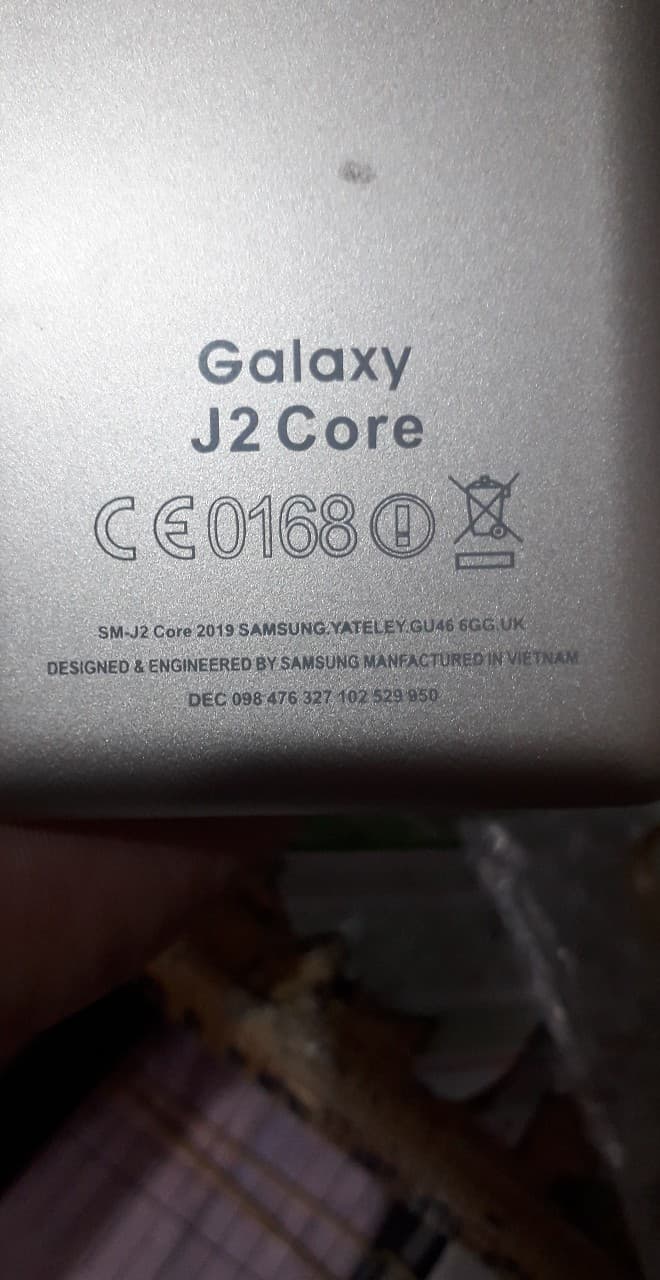 Galaxy
J2 Core
CE0168
SM-J2 Core 2019 SAMSUNG.YATELEY.GU46 6GG.UK
DESIGNED & ENGINEERED BY SAMSUNG MANFACTURED IN VIETNAM
DEC 098 476 327 102 529 950